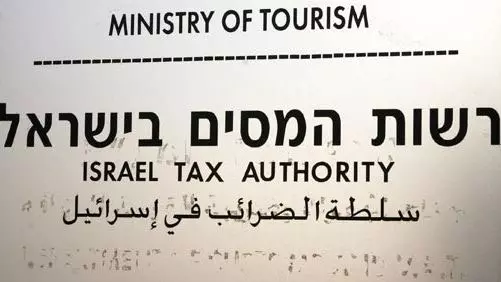 MINISTRY OF TOURISM
רשות המסים בישראל
ISRAEL TAX AUTHORITY
سلطة الضرائب في إسرائيل